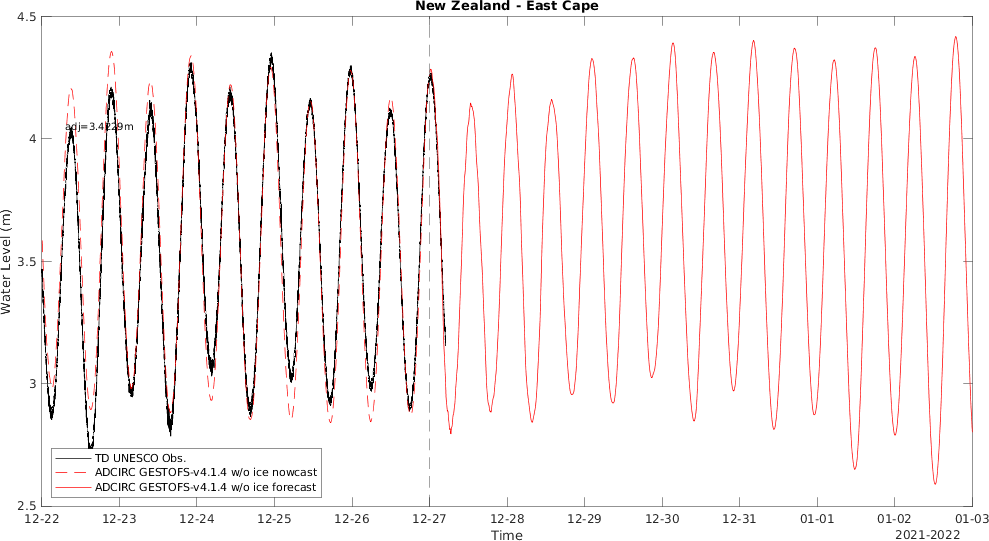 New Zealand - East Cape
Water Level (m)
4.5
4
3.5
3
2.5
adj=3.4229m
TD UNESCO Obs.
ADCIRC GESTOFS-v4.1.4 w/o ice nowcast
ADCIRC GESTOFS-v4.1.4 w/o ice forecast
12-22 12-23 12-24 12-25 12-26 12-27 12-28 12-29 12-30 12-31 01-01 01-02 01-03
Time
2021-2022